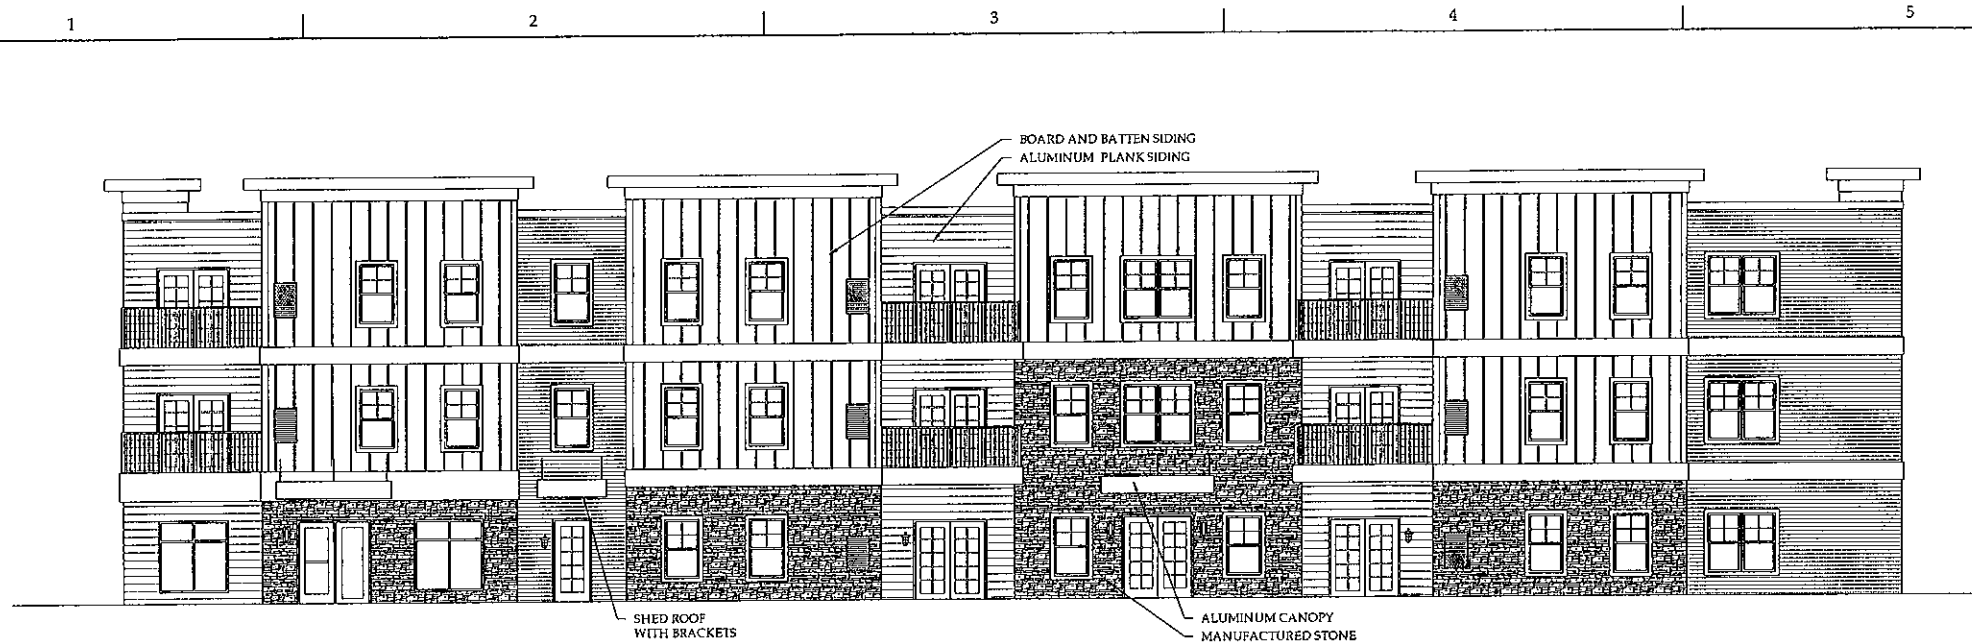 1 2 3 4 5
BOARD AND BATTEN SIDING
ALUMINUM PLANK SIDING
SHED ROOF
WITH BRACKETS
ALUMINUM CANOPY
MANUFACTURED STONE